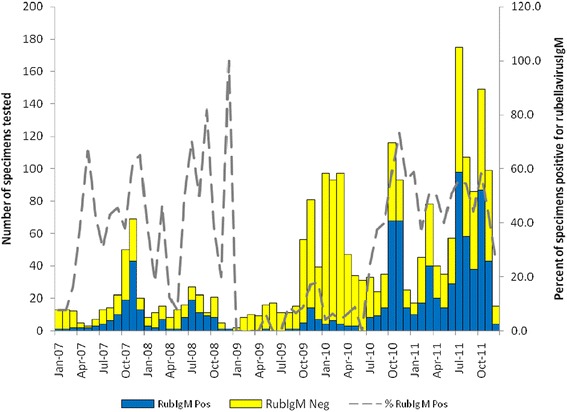 200
180
160
140
120
100
80
60
40
20
0
Number of specimens tested
120.0
100.0
80.0
60.0
40.0
20.0
0.0
Percent of specimens positive for rubellavirusIgM
Jan-07
Apr-07
Jul-07
Oct-07
Jan-08
Apr-08
Jul-08
Oct-08
Jan-09
Apr-09
Jul-09
Oct-09
Jan-10
Apr-10
Jul-10
Oct-10
Jan-11
Apr-11
Jul-11
Oct-11
RubIgM Pos
RubIgM Neg
% RubIgM Pos